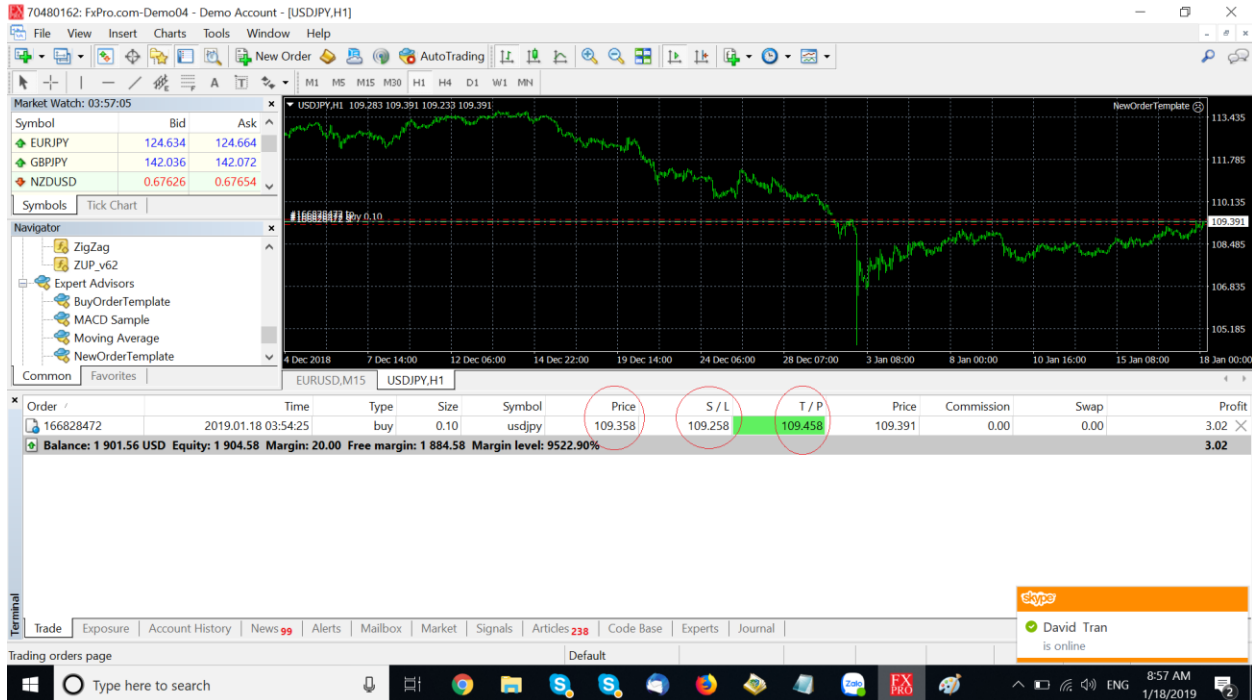 70480162: FxPro.com-Demo04 - Demo Account - [USDJPY,H1]
File View Insert Charts Tools Window Help
New Order AutoTrading
A T M1 M5 M15 M30 H1 H4 D1 W1 MN
Market Watch: 03:57:05
Symbol Bid Ask
EURJPY 124.634 124.664
GBPJPY 142.036 142.072
NZDUSD 0.67626 0.67654
Symbols Tick Chart
Navigator
ZigZag
ZUP_v62
Expert Advisors
BuyOrderTemplate
MACD Sample
Moving Average
NewOrderTemplate
Common Favorites
USDJPY,H1 109.283 109.391 109.233 109.391
NewOrderTemplate
113.435
111.785
110.135
109.391
108.485
106.835
105.185
buy 0.10
4 Dec 2018 7 Dec 14:00 12 Dec 06:00 14 Dec 22:00 19 Dec 14:00 24 Dec 06:00 28 Dec 07:00 3 Jan 08:00 8 Jan 00:00 10 Jan 16:00 15 Jan 08:00 18 Jan 00:00
EURUSD,M15 USDJPY,H1
Order Time Type Size Symbol Price S / L T / P Price Commission Swap Profit
166828472 2019.01.18 03:54:25 buy 0.10 usdjpy 109.358 109.258 109.458 109.391 0.00 0.00 3.02
Balance: 1 901.56 USD Equity: 1 904.58 Margin: 20.00 Free margin: 1 884.58 Margin level: 9522.90% 3.02
Terminal
Trade Exposure Account History News 99 Alerts Mailbox Market Signals Articles 238 Code Base Experts Journal
Trading orders page Default
skype
David Tran
is online
Type here to search
Zalo
FX
PRO
ENG
8:57 AM
1/18/2019
2